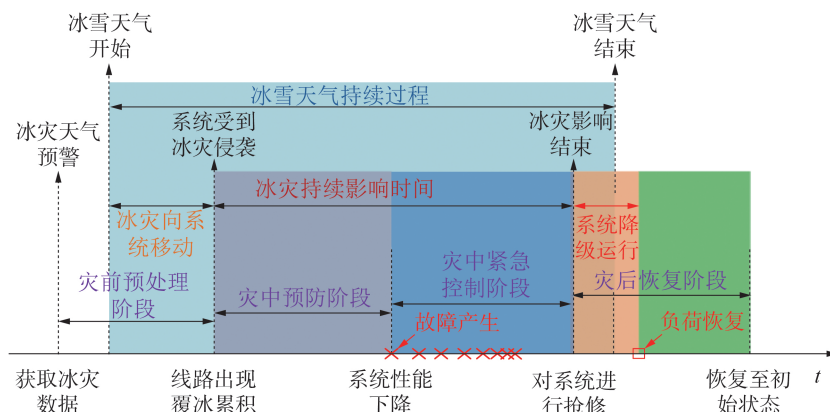 冰雪天气
开始
冰雪天气
结束
冰雪天气持续过程
冰灾天气
预警
系统受到
冰灾侵袭
冰灾影响
结束
冰灾持续影响时间
冰灾向系
统移动
系统降
级运行
灾前预处理
阶段
灾中预防阶段
灾中紧急
控制阶段
灾后恢复阶段
故障产生
负荷恢复
获取冰灾
数据
线路出现
覆冰累积
系统性能
下降
对系统进
行抢修
恢复至初
始状态
t